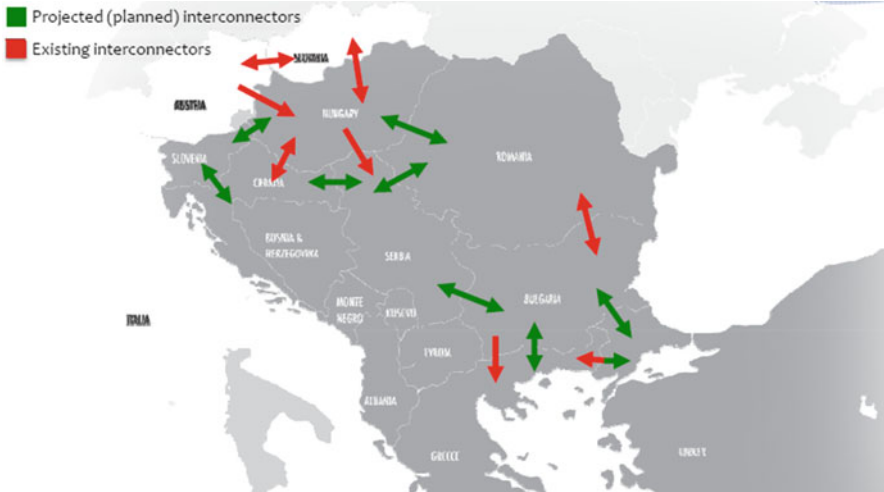 Projected (planned) interconnectors
Existing interconnectors
SLOVAKIA
AUSTRIA
HUNGARY
SLOVENIA
ROMANIA
CROATIA
BOSNIA &
HERZEGOVINA
SERBIA
BULGARIA
MONTE
NEGRO
KOSOVO
ITALIA
FYROM
ALBANIA
GREECE
TURKEY